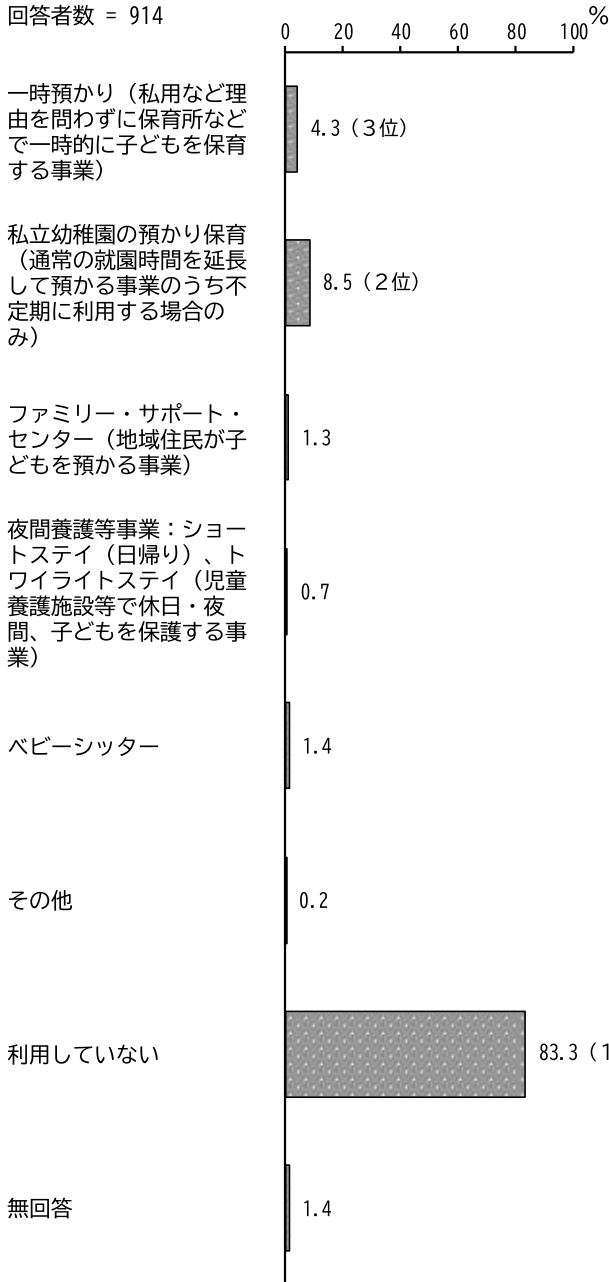 回答者数 = 914
%
0 20 40 60 80 100
一時預かり（私用など理
由を問わずに保育所など
で一時的に子どもを保育
する事業）
4.3（３位）
私立幼稚園の預かり保育
（通常の就園時間を延長
して預かる事業のうち不
定期に利用する場合の
み）
8.5（２位）
ファミリー・サポート・
センター（地域住民が子
どもを預かる事業）
1.3
夜間養護等事業：ショー
トステイ（日帰り）、ト
ワイライトステイ（児童
養護施設等で休日・夜
間、子どもを保護する事
業）
0.7
ベビーシッター
1.4
その他
0.2
利用していない
83.3（1
無回答
1.4